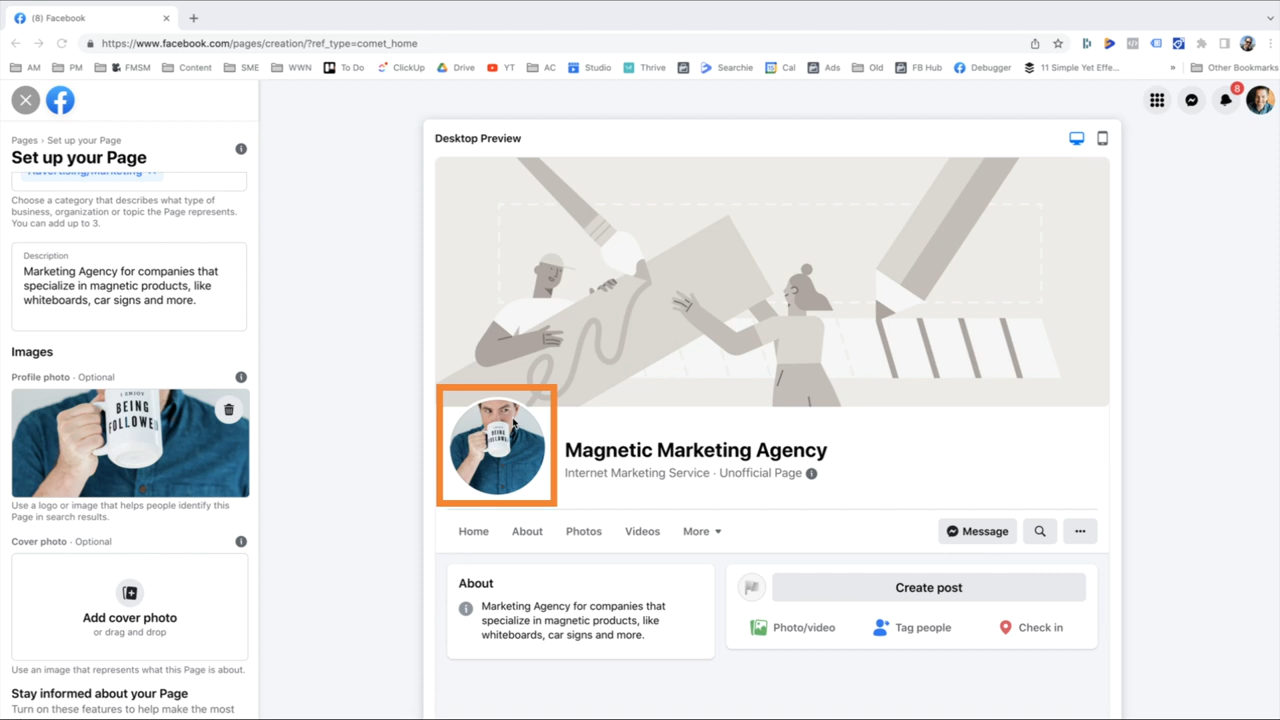 (8) Facebook
https://www.facebook.com/pages/creation/?ref_type=comet_home
AM PM FMSM Content SME WWN To Do ClickUp Drive YT AC Studio Thrive Searchie Cal Ads Old FB Hub Debugger 11 Simple Yet Effe... » Other Bookmarks
8
Pages › Set up your Page
Set up your Page
Advertising/Marketing
Choose a category that describes what type of
business, organization or topic the Page represents.
You can add up to 3.
Description
Marketing Agency for companies that
specialize in magnetic products, like
whiteboards, car signs and more.
Images
Profile photo · Optional
I ENJOY
BEING
FOLLOWED
Use a logo or image that helps people identify this
Page in search results.
Cover photo · Optional
Add cover photo
or drag and drop
Use an image that represents what this Page is about.
Stay informed about your Page
Turn on these features to help make the most
Desktop Preview
BEING
FOLLOWED
Magnetic Marketing Agency
Internet Marketing Service · Unofficial Page
Home About Photos Videos More
Message
About
Marketing Agency for companies that
specialize in magnetic products, like
whiteboards, car signs and more.
Create post
Photo/video Tag people Check in